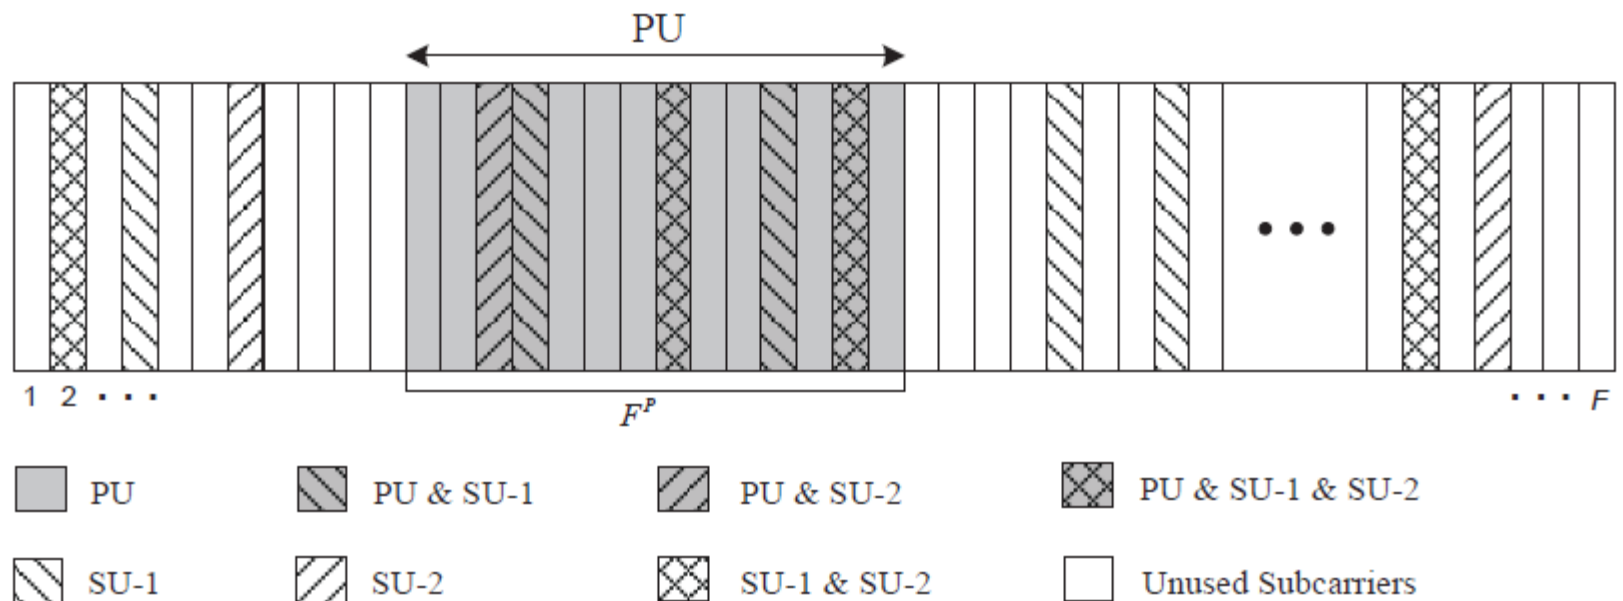 PU
1 2 · · ·
· · · F
F^P
PU
PU & SU-1
PU & SU-2
PU & SU-1 & SU-2
SU-1
SU-2
SU-1 & SU-2
Unused Subcarriers